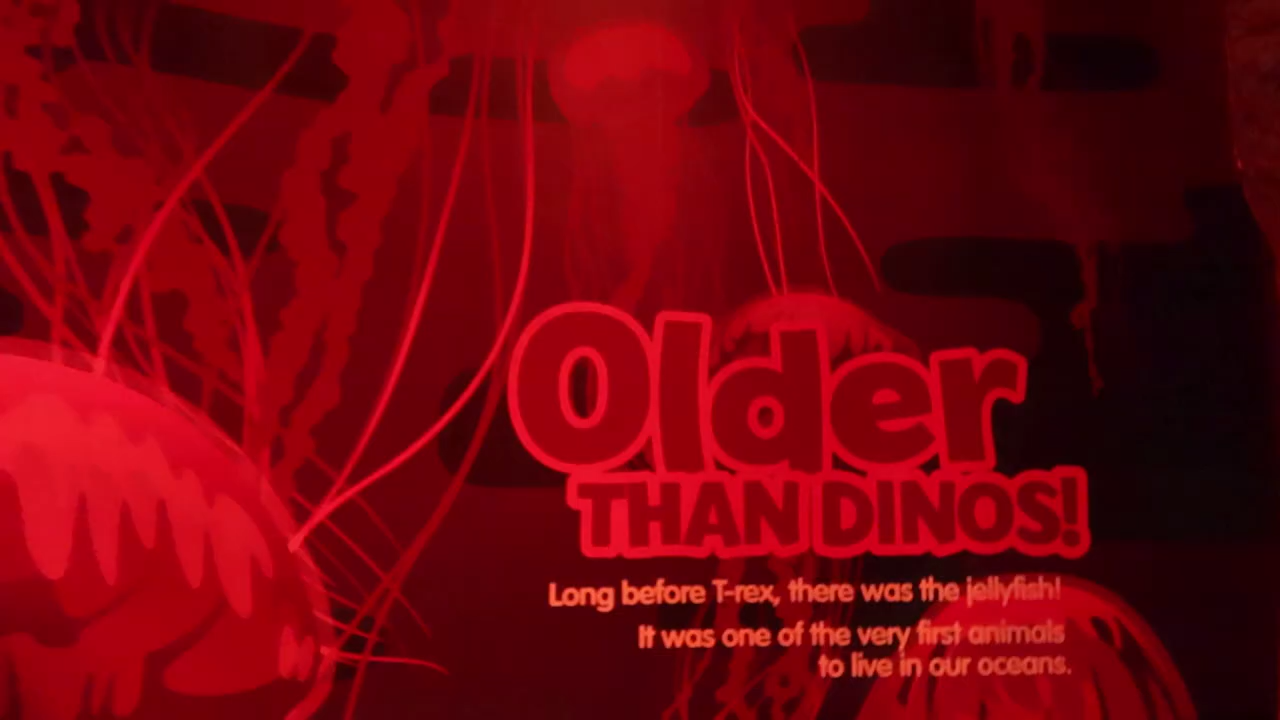 Older
THAN DINOS!
Long before T-rex, there was the jellyfish!
It was one of the very first animals
to live in our oceans.